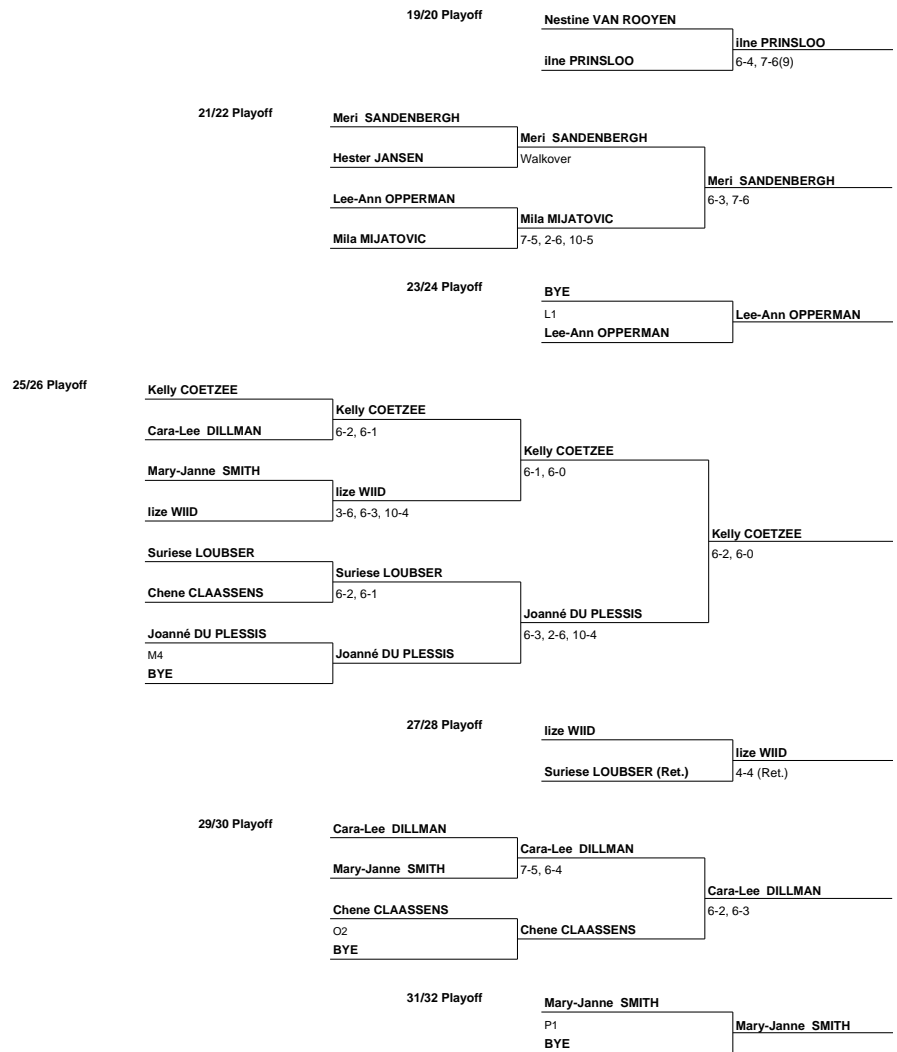 19/20 Playoff
Nestine VAN ROOYEN
ilne PRINSLOO
ilne PRINSLOO
6-4, 7-6(9)
21/22 Playoff
Meri SANDENBERGH
Hester JANSEN
Meri SANDENBERGH
Walkover
Lee-Ann OPPERMAN
Mila MIJATOVIC
Mila MIJATOVIC
7-5, 2-6, 10-5
Meri SANDENBERGH
6-3, 7-6
23/24 Playoff
BYE
L1
Lee-Ann OPPERMAN
Lee-Ann OPPERMAN
25/26 Playoff
Kelly COETZEE
Cara-Lee DILLMAN
Kelly COETZEE
6-2, 6-1
Mary-Janne SMITH
lize WIID
lize WIID
3-6, 6-3, 10-4
Kelly COETZEE
6-1, 6-0
Suriese LOUBSER
Chene CLAASSENS
Suriese LOUBSER
6-2, 6-1
Joanné DU PLESSIS
M4
BYE
Joanné DU PLESSIS
Joanné DU PLESSIS
6-3, 2-6, 10-4
Kelly COETZEE
6-2, 6-0
27/28 Playoff
lize WIID
Suriese LOUBSER (Ret.)
lize WIID
4-4 (Ret.)
29/30 Playoff
Cara-Lee DILLMAN
Mary-Janne SMITH
Cara-Lee DILLMAN
7-5, 6-4
Chene CLAASSENS
O2
BYE
Chene CLAASSENS
Cara-Lee DILLMAN
6-2, 6-3
31/32 Playoff
Mary-Janne SMITH
P1
BYE
Mary-Janne SMITH